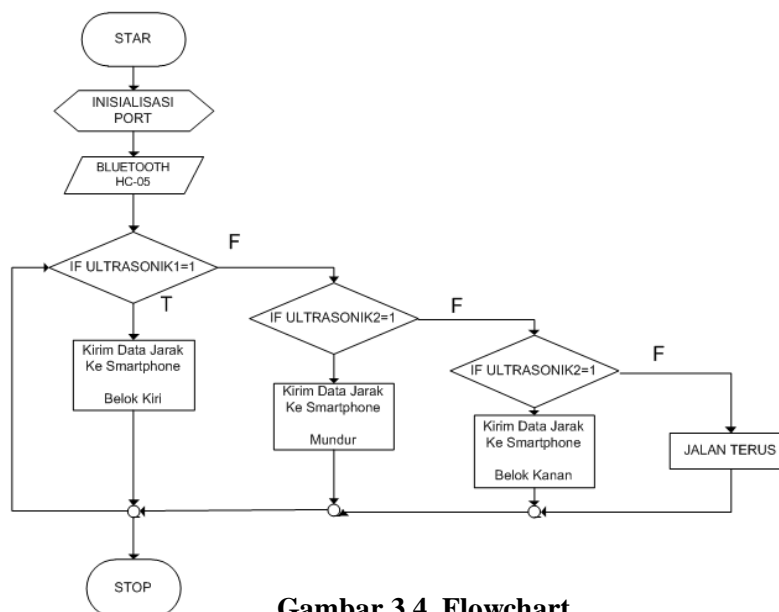 STAR
INISIALISASI
PORT
BLUETOOTH
HC-05
IF ULTRASONIK1=1
F
T
Kirim Data Jarak
Ke Smartphone
Belok Kiri
IF ULTRASONIK2=1
F
Kirim Data Jarak
Ke Smartphone
Mundur
IF ULTRASONIK2=1
F
Kirim Data Jarak
Ke Smartphone
Belok Kanan
JALAN TERUS
STOP
Gambar 3.4 Flowchart